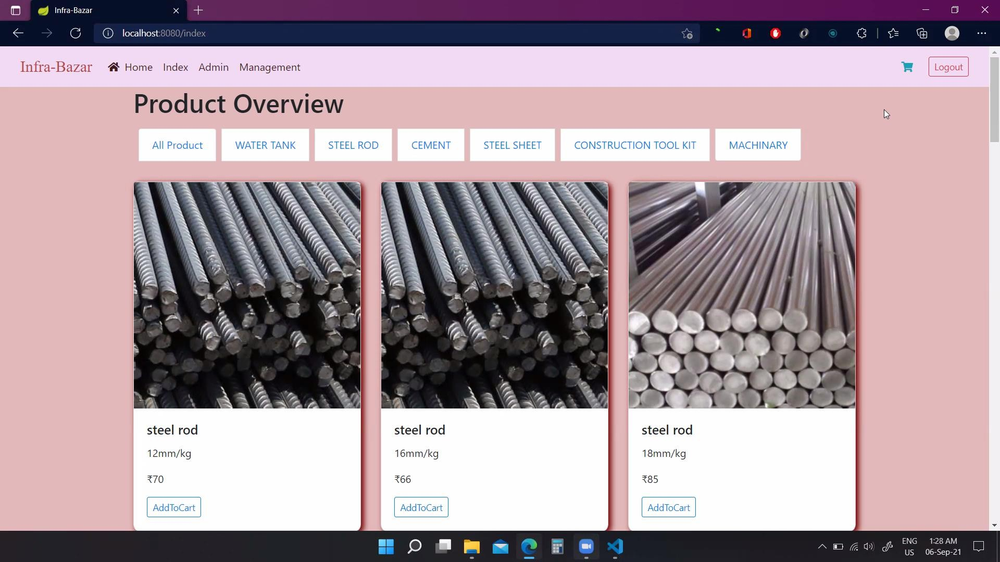 Infra-Bazar
localhost:8080/index
Infra-Bazar Home Index Admin Management Logout
Product Overview
All Product WATER TANK STEEL ROD CEMENT STEEL SHEET CONSTRUCTION TOOL KIT MACHINARY
steel rod steel rod steel rod
12mm/kg 16mm/kg 18mm/kg
₹70 ₹66 ₹85
AddToCart AddToCart AddToCart
ENG 1:28 AM
US 06-Sep-21